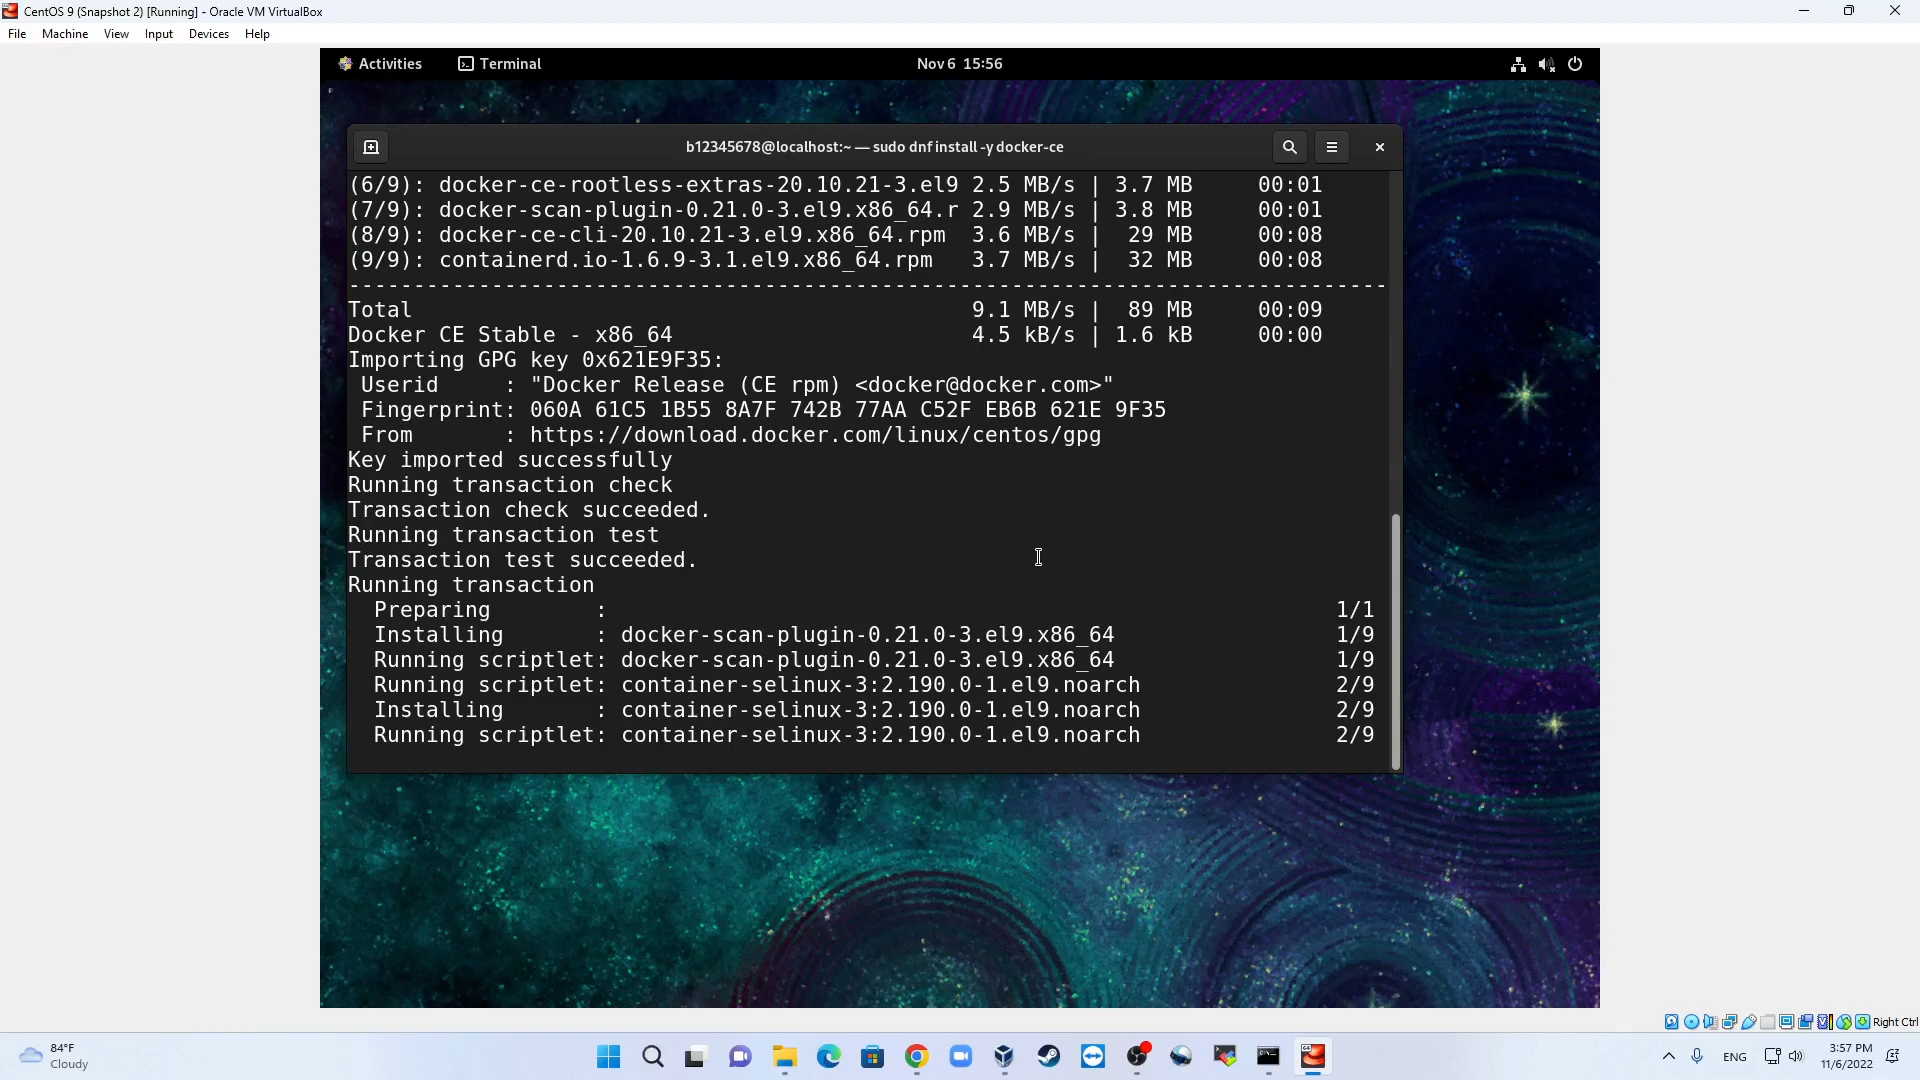 CentOS 9 (Snapshot 2) [Running] - Oracle VM VirtualBox
File Machine View Input Devices Help
Activities Terminal Nov 6 15:56
b12345678@localhost:~ — sudo dnf install -y docker-ce
(6/9): docker-ce-rootless-extras-20.10.21-3.el9 2.5 MB/s | 3.7 MB 00:01
(7/9): docker-scan-plugin-0.21.0-3.el9.x86_64.r 2.9 MB/s | 3.8 MB 00:01
(8/9): docker-ce-cli-20.10.21-3.el9.x86_64.rpm 3.6 MB/s | 29 MB 00:08
(9/9): containerd.io-1.6.9-3.1.el9.x86_64.rpm 3.7 MB/s | 32 MB 00:08
--------------------------------------------------------------------------------
Total 9.1 MB/s | 89 MB 00:09
Docker CE Stable - x86_64 4.5 kB/s | 1.6 kB 00:00
Importing GPG key 0x621E9F35:
Userid : "Docker Release (CE rpm) <docker@docker.com>"
Fingerprint: 060A 61C5 1B55 8A7F 742B 77AA C52F EB6B 621E 9F35
From : https://download.docker.com/linux/centos/gpg
Key imported successfully
Running transaction check
Transaction check succeeded.
Running transaction test
Transaction test succeeded.
Running transaction
Preparing : 1/1
Installing : docker-scan-plugin-0.21.0-3.el9.x86_64 1/9
Running scriptlet: docker-scan-plugin-0.21.0-3.el9.x86_64 1/9
Running scriptlet: container-selinux-3:2.190.0-1.el9.noarch 2/9
Installing : container-selinux-3:2.190.0-1.el9.noarch 2/9
Running scriptlet: container-selinux-3:2.190.0-1.el9.noarch 2/9
Right Ctrl
84°F
Cloudy
ENG
3:57 PM
11/6/2022